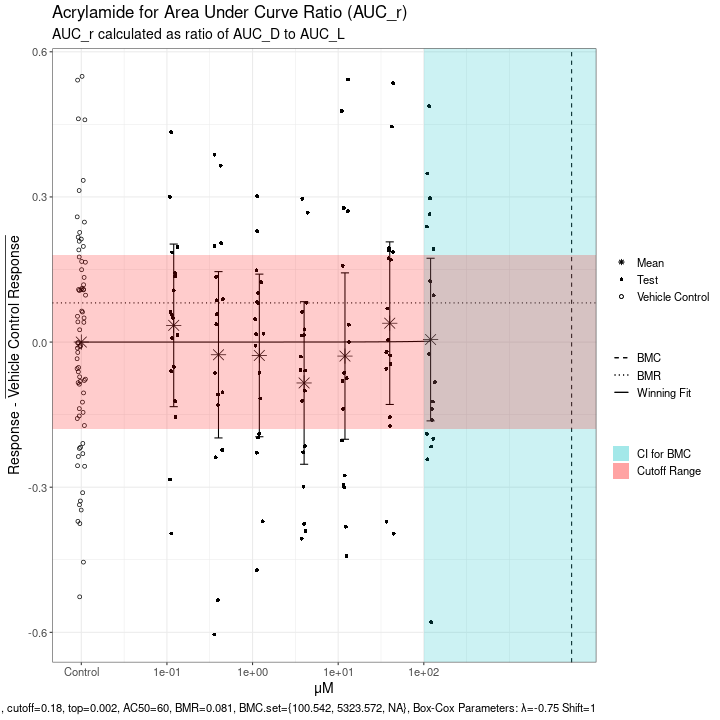 Acrylamide for Area Under Curve Ratio (AUC_r)
AUC_r calculated as ratio of AUC_D to AUC_L
Response - Vehicle Control Response
0.6
0.3
0.0
-0.3
-0.6
Control
1e-01
1e+00
1e+01
1e+02
μM
Mean
Test
Vehicle Control
BMC
BMR
Winning Fit
CI for BMC
Cutoff Range
, cutoff=0.18, top=0.002, AC50=60, BMR=0.081, BMC.set={100.542, 5323.572, NA}, Box-Cox Parameters: λ=-0.75 Shift=1